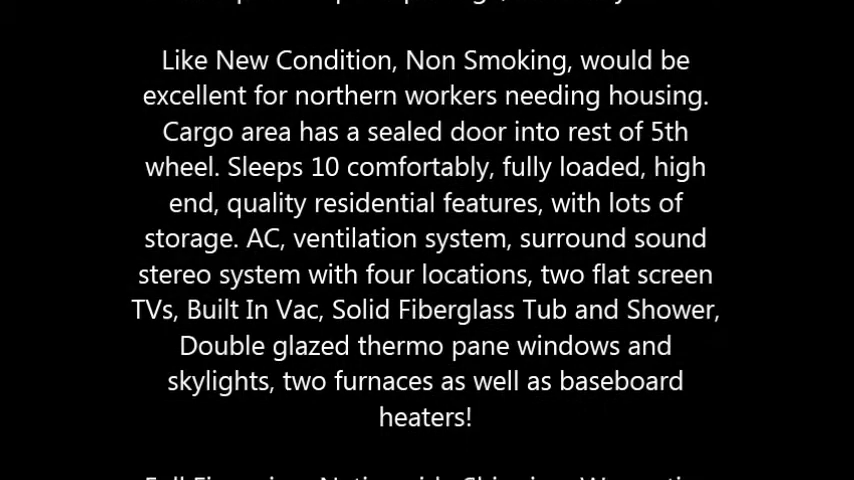 Like New Condition, Non Smoking, would be
excellent for northern workers needing housing.
Cargo area has a sealed door into rest of 5th
wheel. Sleeps 10 comfortably, fully loaded, high
end, quality residential features, with lots of
storage. AC, ventilation system, surround sound
stereo system with four locations, two flat screen
TVs, Built In Vac, Solid Fiberglass Tub and Shower,
Double glazed thermo pane windows and
skylights, two furnaces as well as baseboard
heaters!